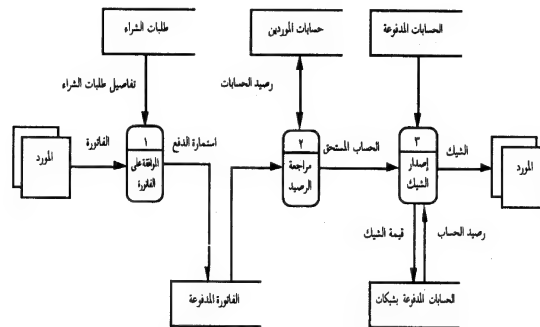 طلبات الشراء
حسابات الموردين
الحسابات المدفوعة
تفاصيل طلبات الشراء
رصيد الحسابات
المورد
الفاتورة
١
الموافقة على
الفاتورة
استمارة الدفع
٢
مراجعة
الرصيد
الحساب المستحق
٣
إصدار
الشيك
الشيك
المورد
قيمة الشيك
رصيد الحساب
الفاتورة المدفوعة
الحسابات المدفوعة بشيكات